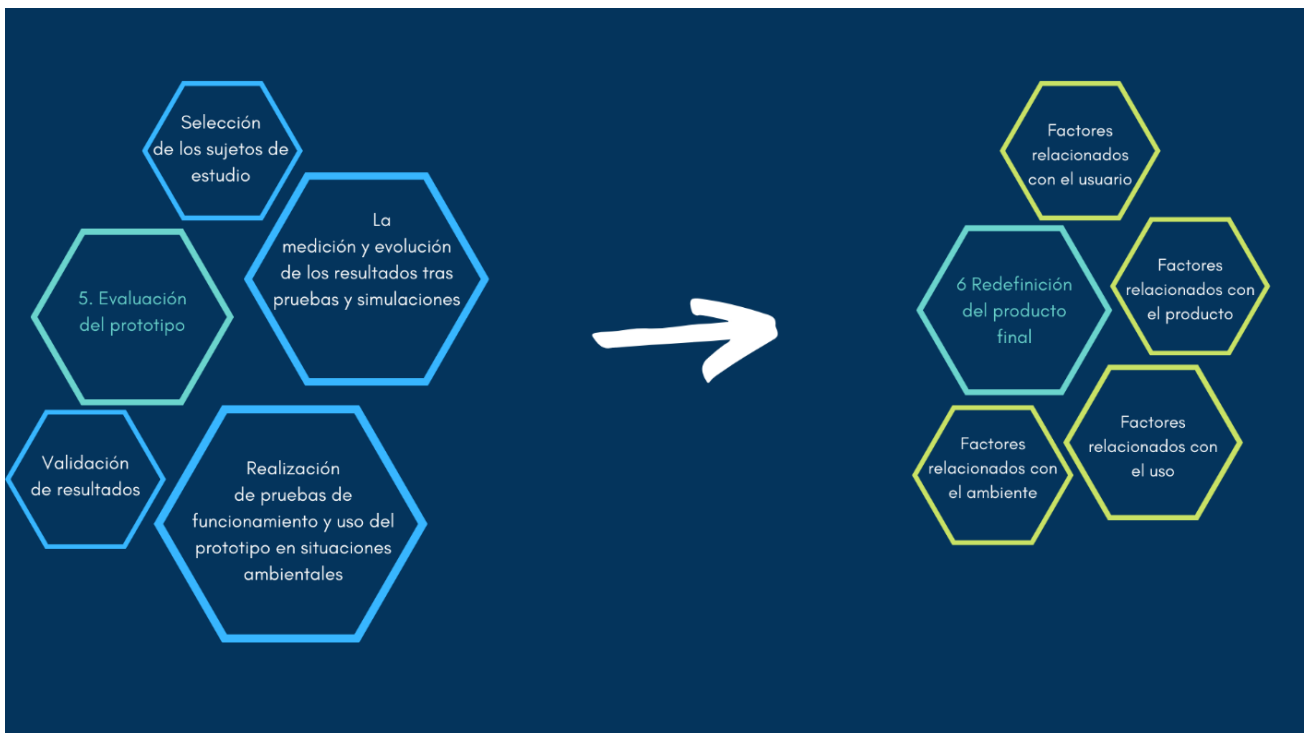 Selección
de los sujetos de
estudio
La
medición y evolución
de los resultados tras
pruebas y simulaciones
5. Evaluación
del prototipo
Validación
de resultados
Realización
de pruebas de
funcionamiento y uso del
prototipo en situaciones
ambientales
Factores
relacionados
con el usuario
Factores
relacionados con
el producto
6 Redefinición
del producto
final
Factores
relacionados con
el uso
Factores
relacionados con
el ambiente